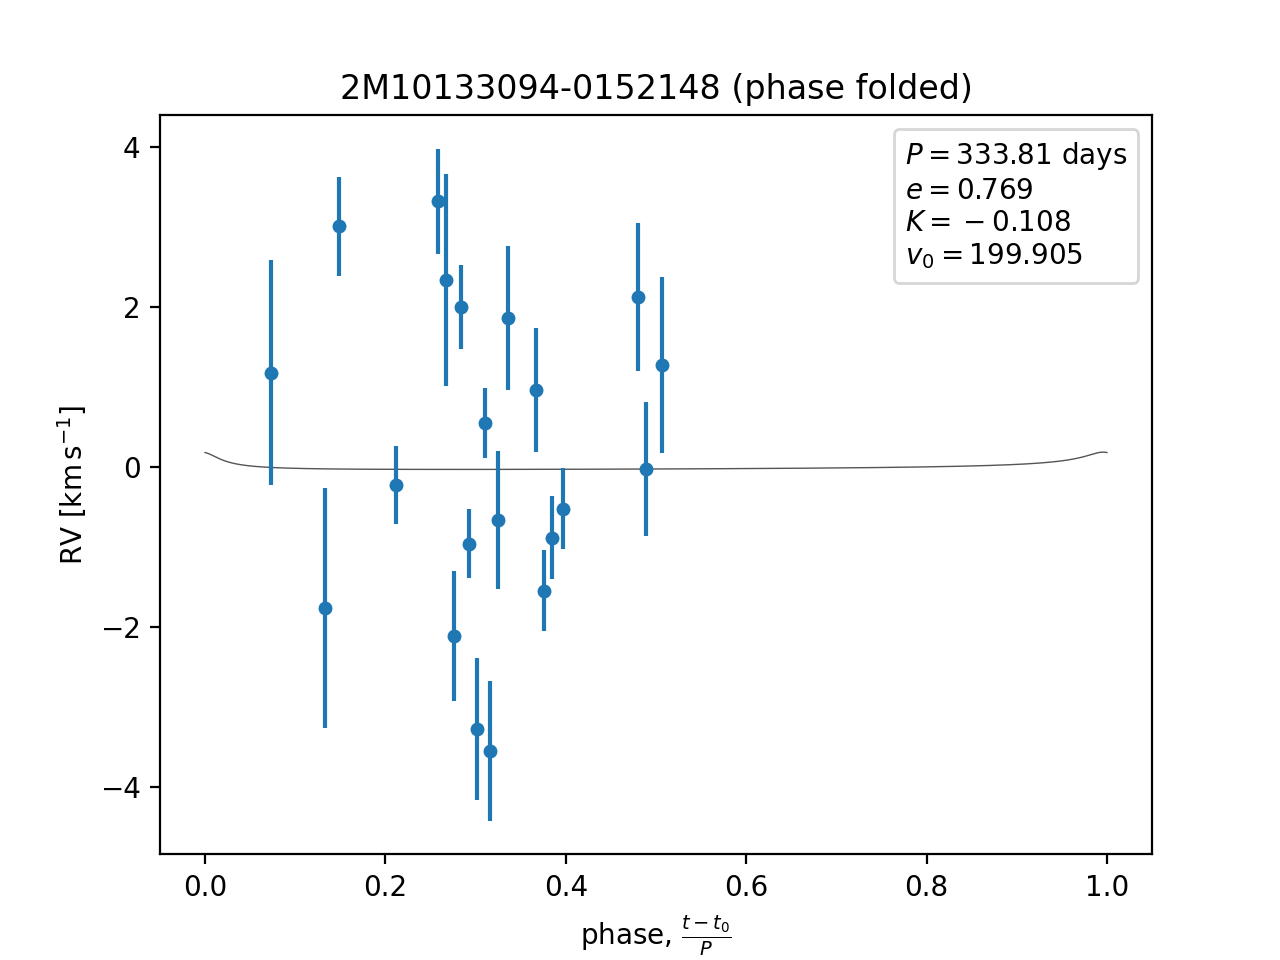 2M10133094-0152148 (phase folded)
P = 333.81 days
e = 0.769
K = −0.108
v₀ = 199.905
4
2
0
−2
−4
RV [km s⁻¹]
0.0 0.2 0.4 0.6 0.8 1.0
phase, (t − t₀)/P